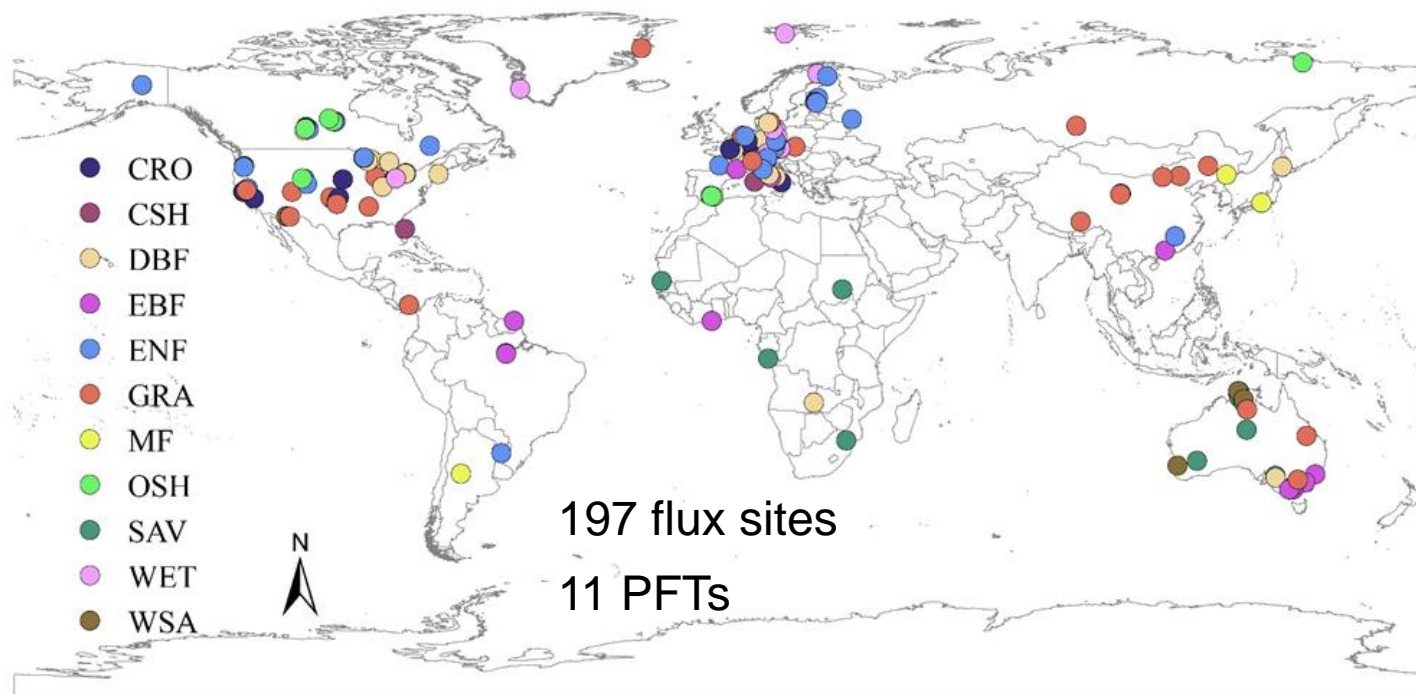 CRO
CSH
DBF
EBF
ENF
GRA
MF
OSH
SAV
WET
WSA
N
197 flux sites
11 PFTs